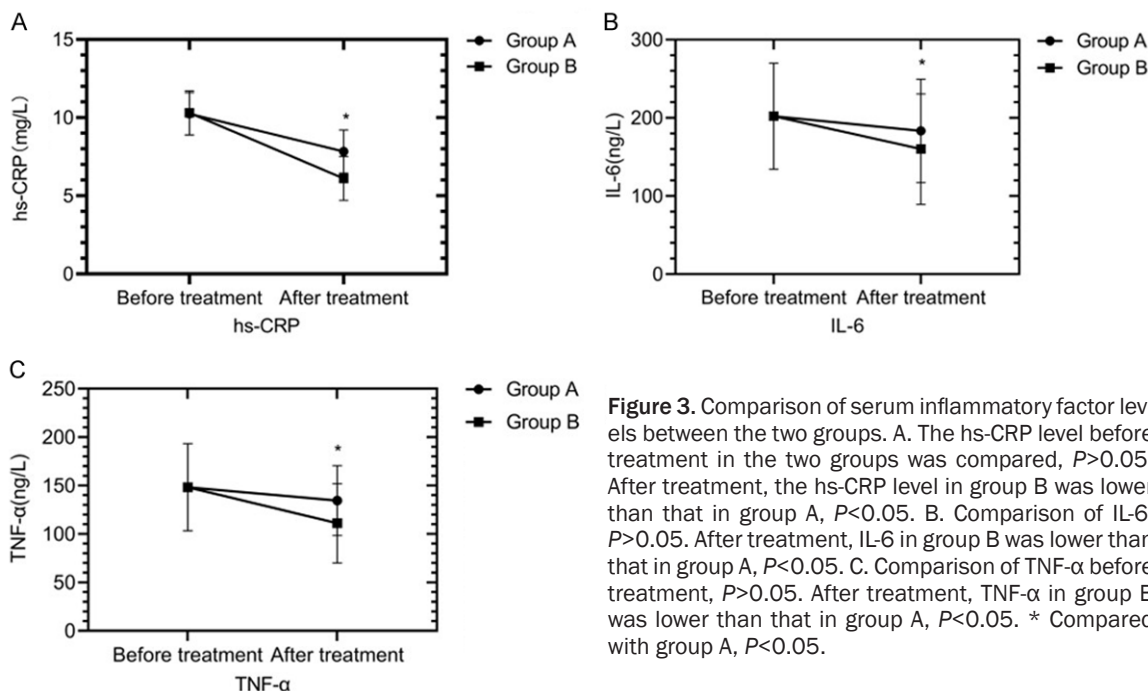 A
15
10
5
0
hs-CRP(mg/L)
Before treatment After treatment
hs-CRP
*
Group A
Group B
B
300
200
100
0
IL-6(ng/L)
Before treatment After treatment
IL-6
*
Group A
Group B
C
250
200
150
100
50
0
TNF-α(ng/L)
Before treatment After treatment
TNF-α
*
Group A
Group B
Figure 3. Comparison of serum inflammatory factor lev
els between the two groups. A. The hs-CRP level before
treatment in the two groups was compared, P>0.05
After treatment, the hs-CRP level in group B was lower
than that in group A, P<0.05. B. Comparison of IL-6
P>0.05. After treatment, IL-6 in group B was lower than
that in group A, P<0.05. C. Comparison of TNF-α before
treatment, P>0.05. After treatment, TNF-α in group B
was lower than that in group A, P<0.05. * Compared
with group A, P<0.05.